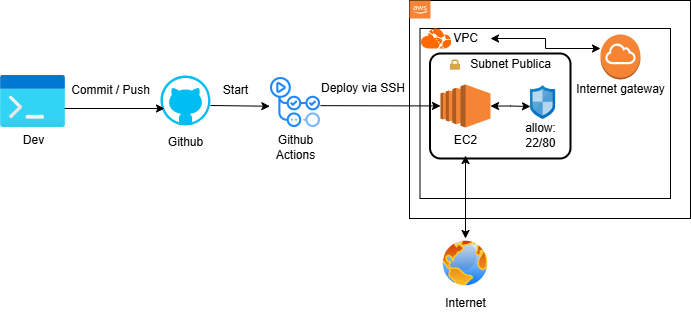 aws
VPC
Subnet Publica
Internet gateway
Commit / Push
Start
Deploy via SSH
Dev
Github
Github
Actions
EC2
allow:
22/80
Internet